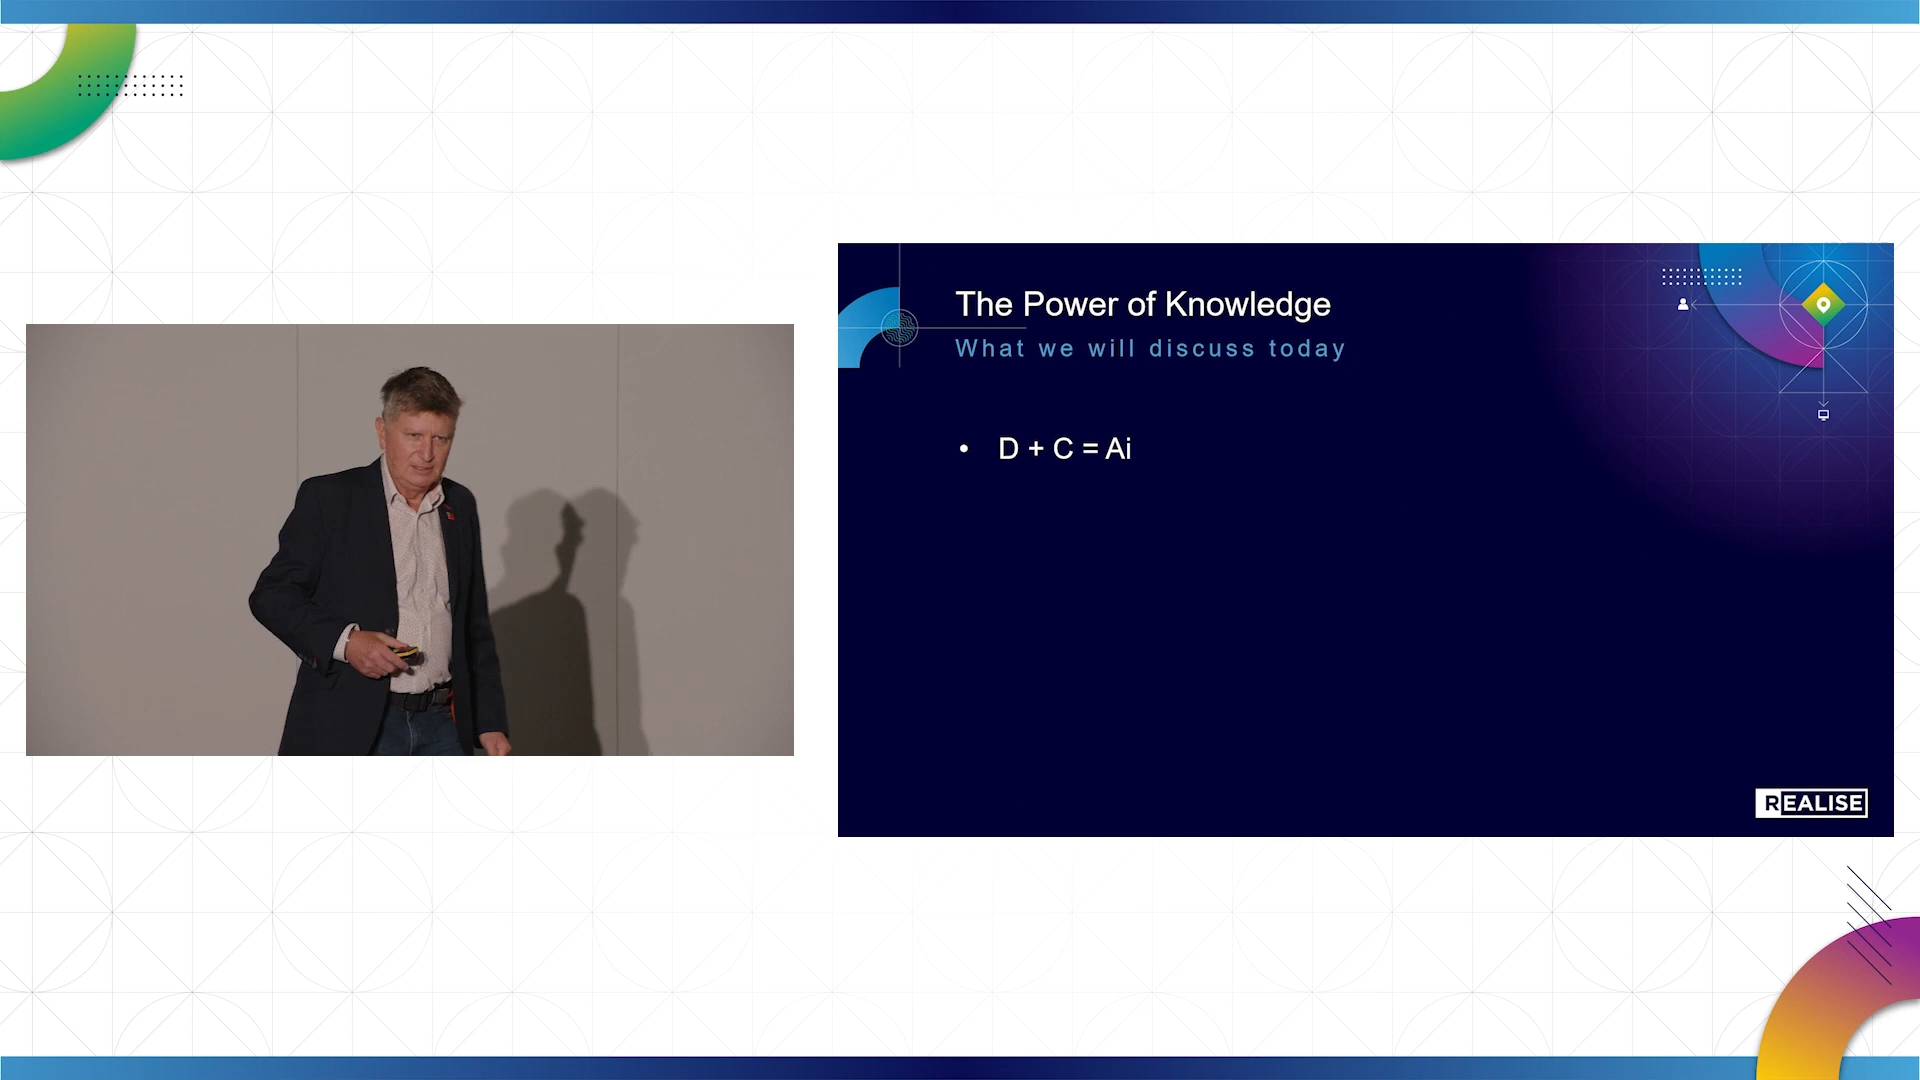 The Power of Knowledge
What we will discuss today
• D + C = Ai
REALISE